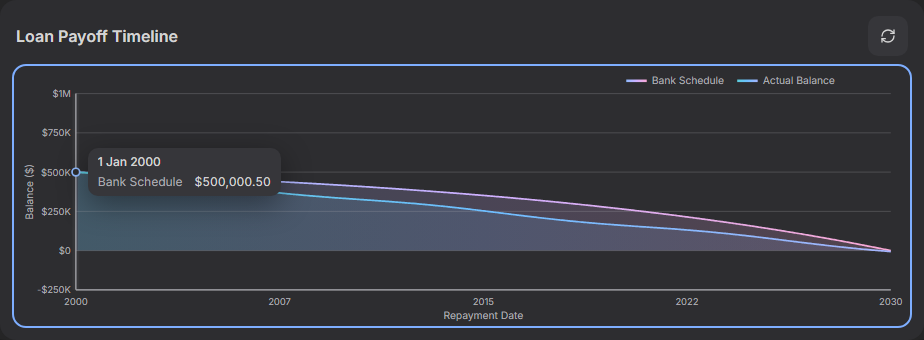 Loan Payoff Timeline
Bank Schedule Actual Balance
$1M
$750K
$500K
$250K
$0
-$250K
Balance ($)
1 Jan 2000
Bank Schedule $500,000.50
2000 2007 2015 2022 2030
Repayment Date